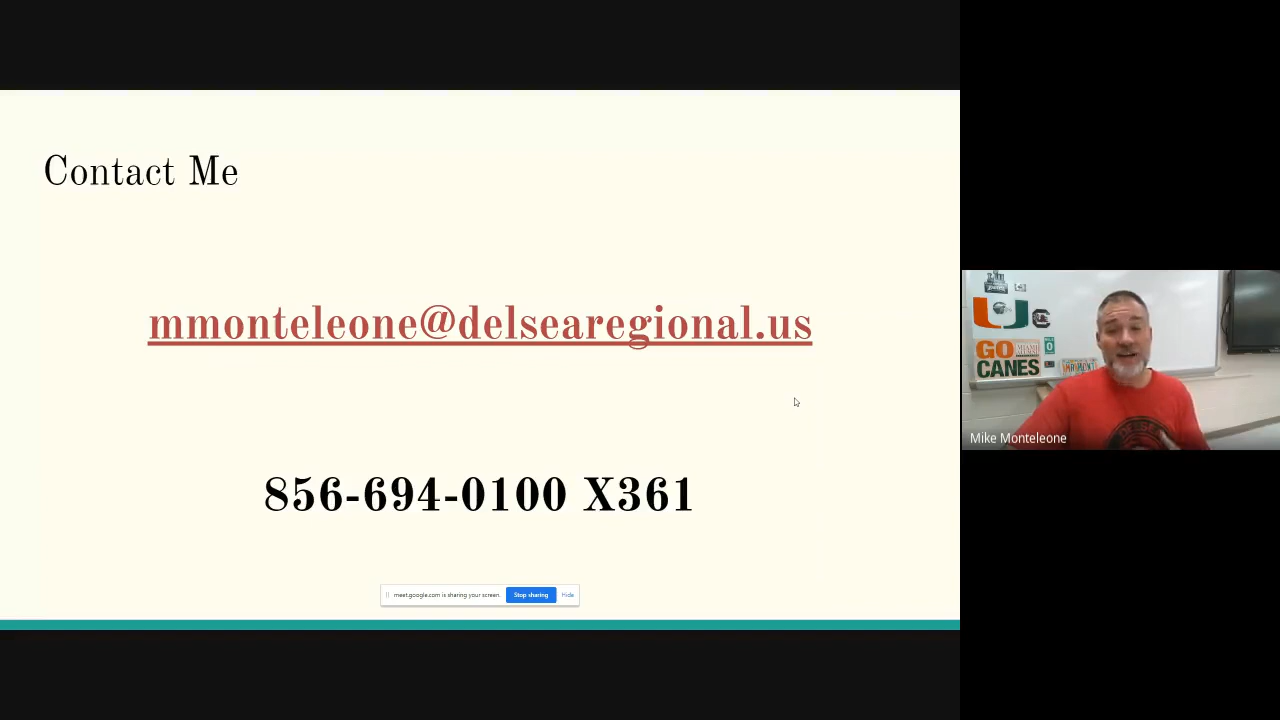 Contact Me
mmonteleone@delsearegional.us
856-694-0100 X361
meet.google.com is sharing your screen.
Stop sharing
Hide
U
GO
CANES
Mike Monteleone